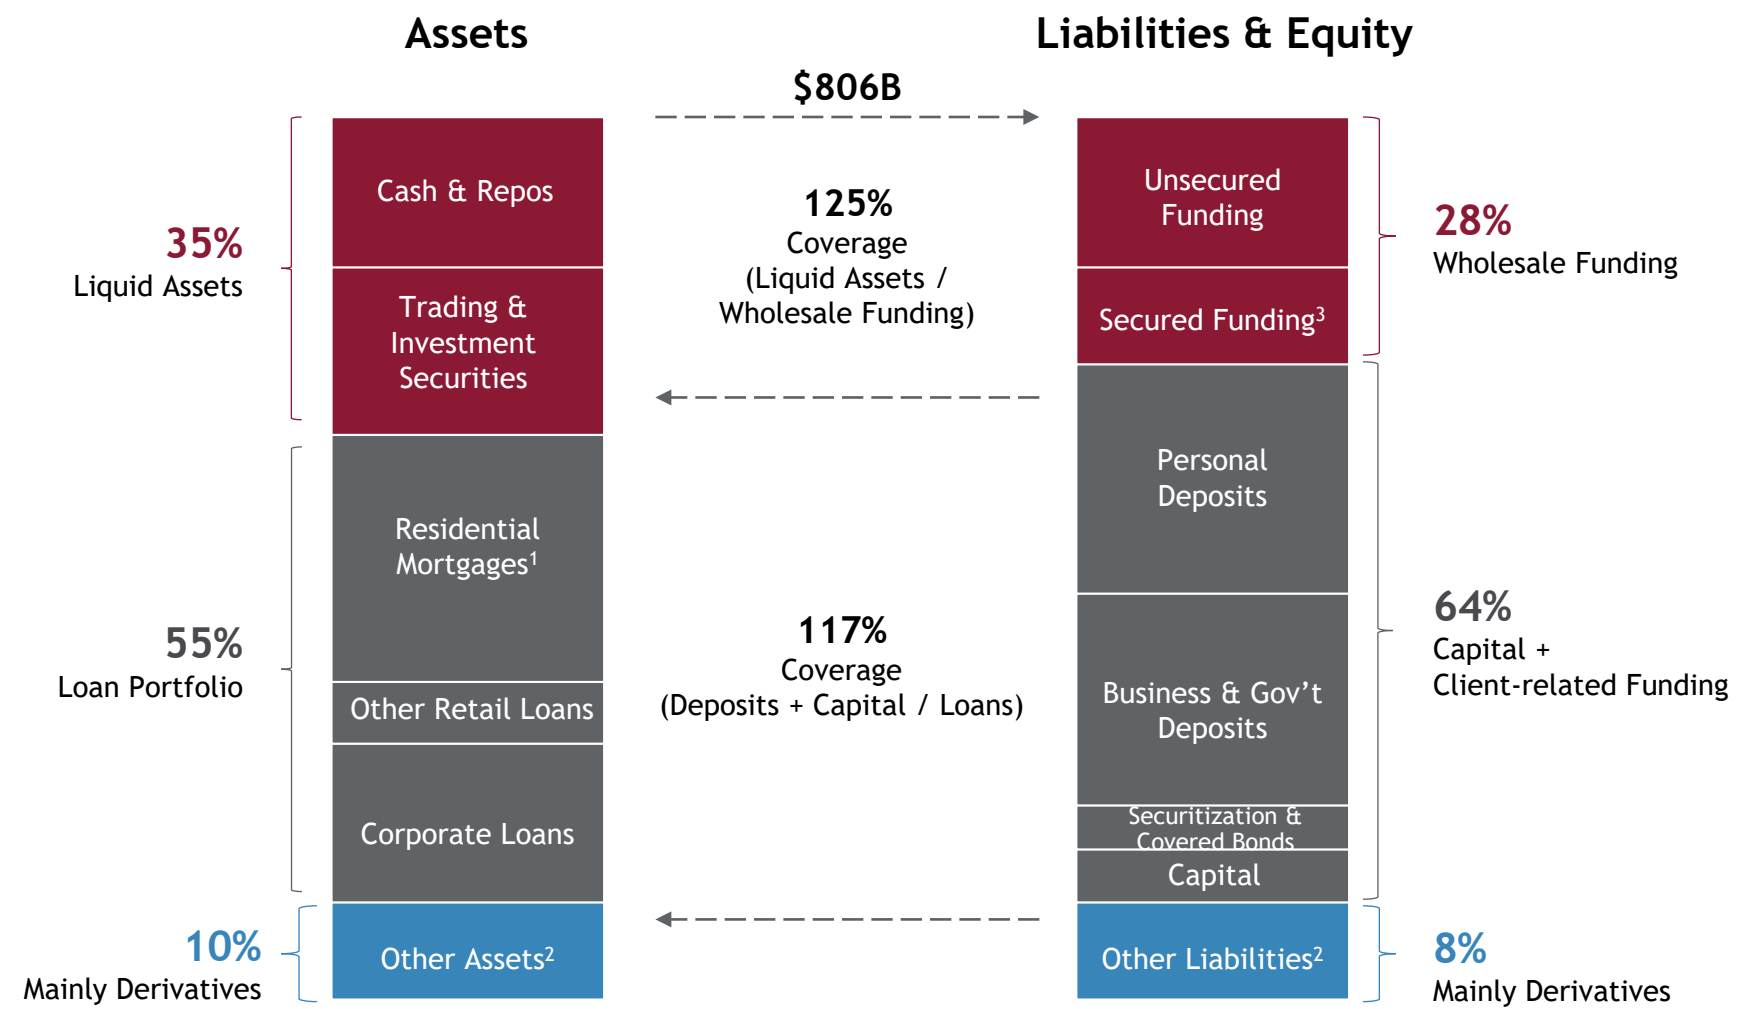 Assets
Liabilities & Equity
$806B
35%
Liquid Assets
Cash & Repos
Trading &
Investment
Securities
125%
Coverage
(Liquid Assets /
Wholesale Funding)
Unsecured
Funding
Secured Funding³
28%
Wholesale Funding
55%
Loan Portfolio
Residential
Mortgages¹
Other Retail Loans
Corporate Loans
117%
Coverage
(Deposits + Capital / Loans)
Personal
Deposits
Business & Gov’t
Deposits
Securitization &
Covered Bonds
Capital
64%
Capital +
Client-related Funding
10%
Mainly Derivatives
Other Assets²
Other Liabilities²
8%
Mainly Derivatives